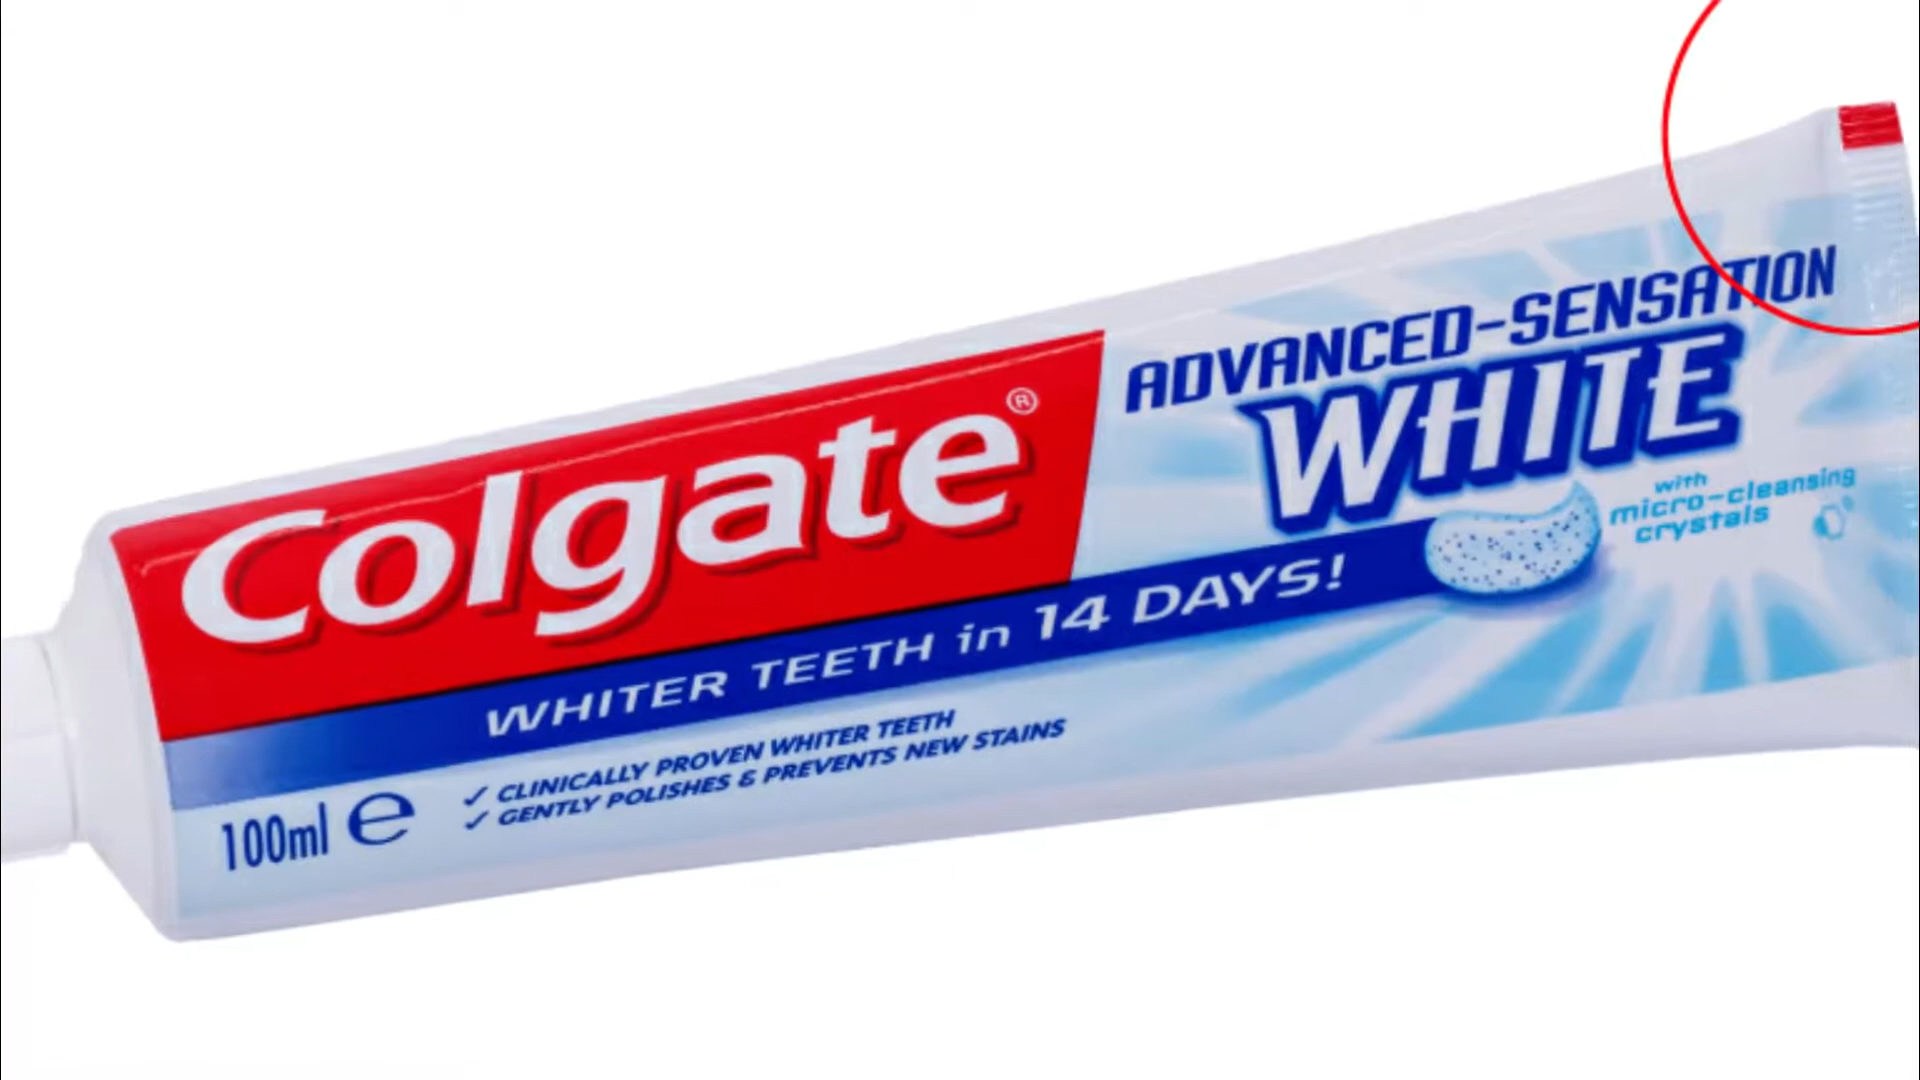 Colgate®
ADVANCED-SENSATION
WHITE
with
micro-cleansing
crystals
WHITER TEETH in 14 DAYS!
✓ CLINICALLY PROVEN WHITER TEETH
✓ GENTLY POLISHES & PREVENTS NEW STAINS
100ml ℮